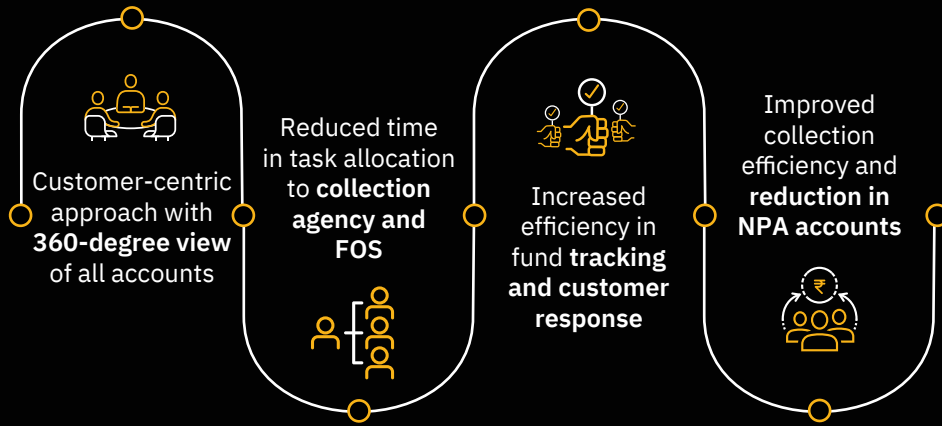 Customer-centric
approach with
360-degree view
of all accounts
Reduced time
in task allocation
to collection
agency and
FOS
Increased
efficiency in
fund tracking
and customer
response
Improved
collection
efficiency and
reduction in
NPA accounts
₹